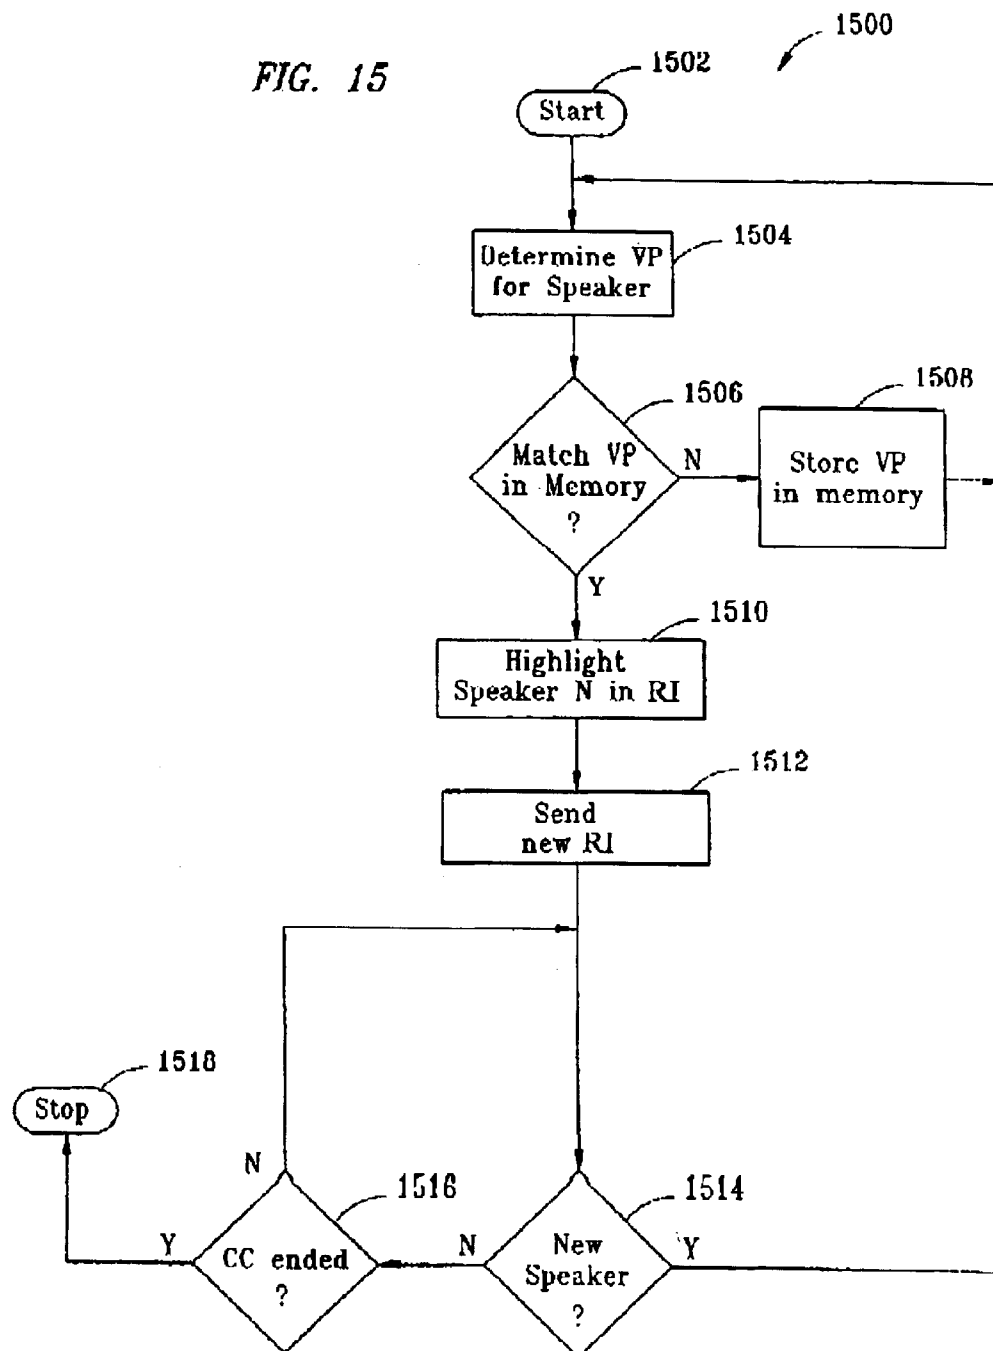 FIG. 15
1500
1502
Start
1504
Determine VP
for Speaker
1506
Match VP
in Memory
?
N
1508
Store VP
in memory
Y
1510
Highlight
Speaker N in RI
1512
Send
new RI
1518
Stop
N
1516
Y
CC ended
?
N
1514
New
Speaker
?
Y